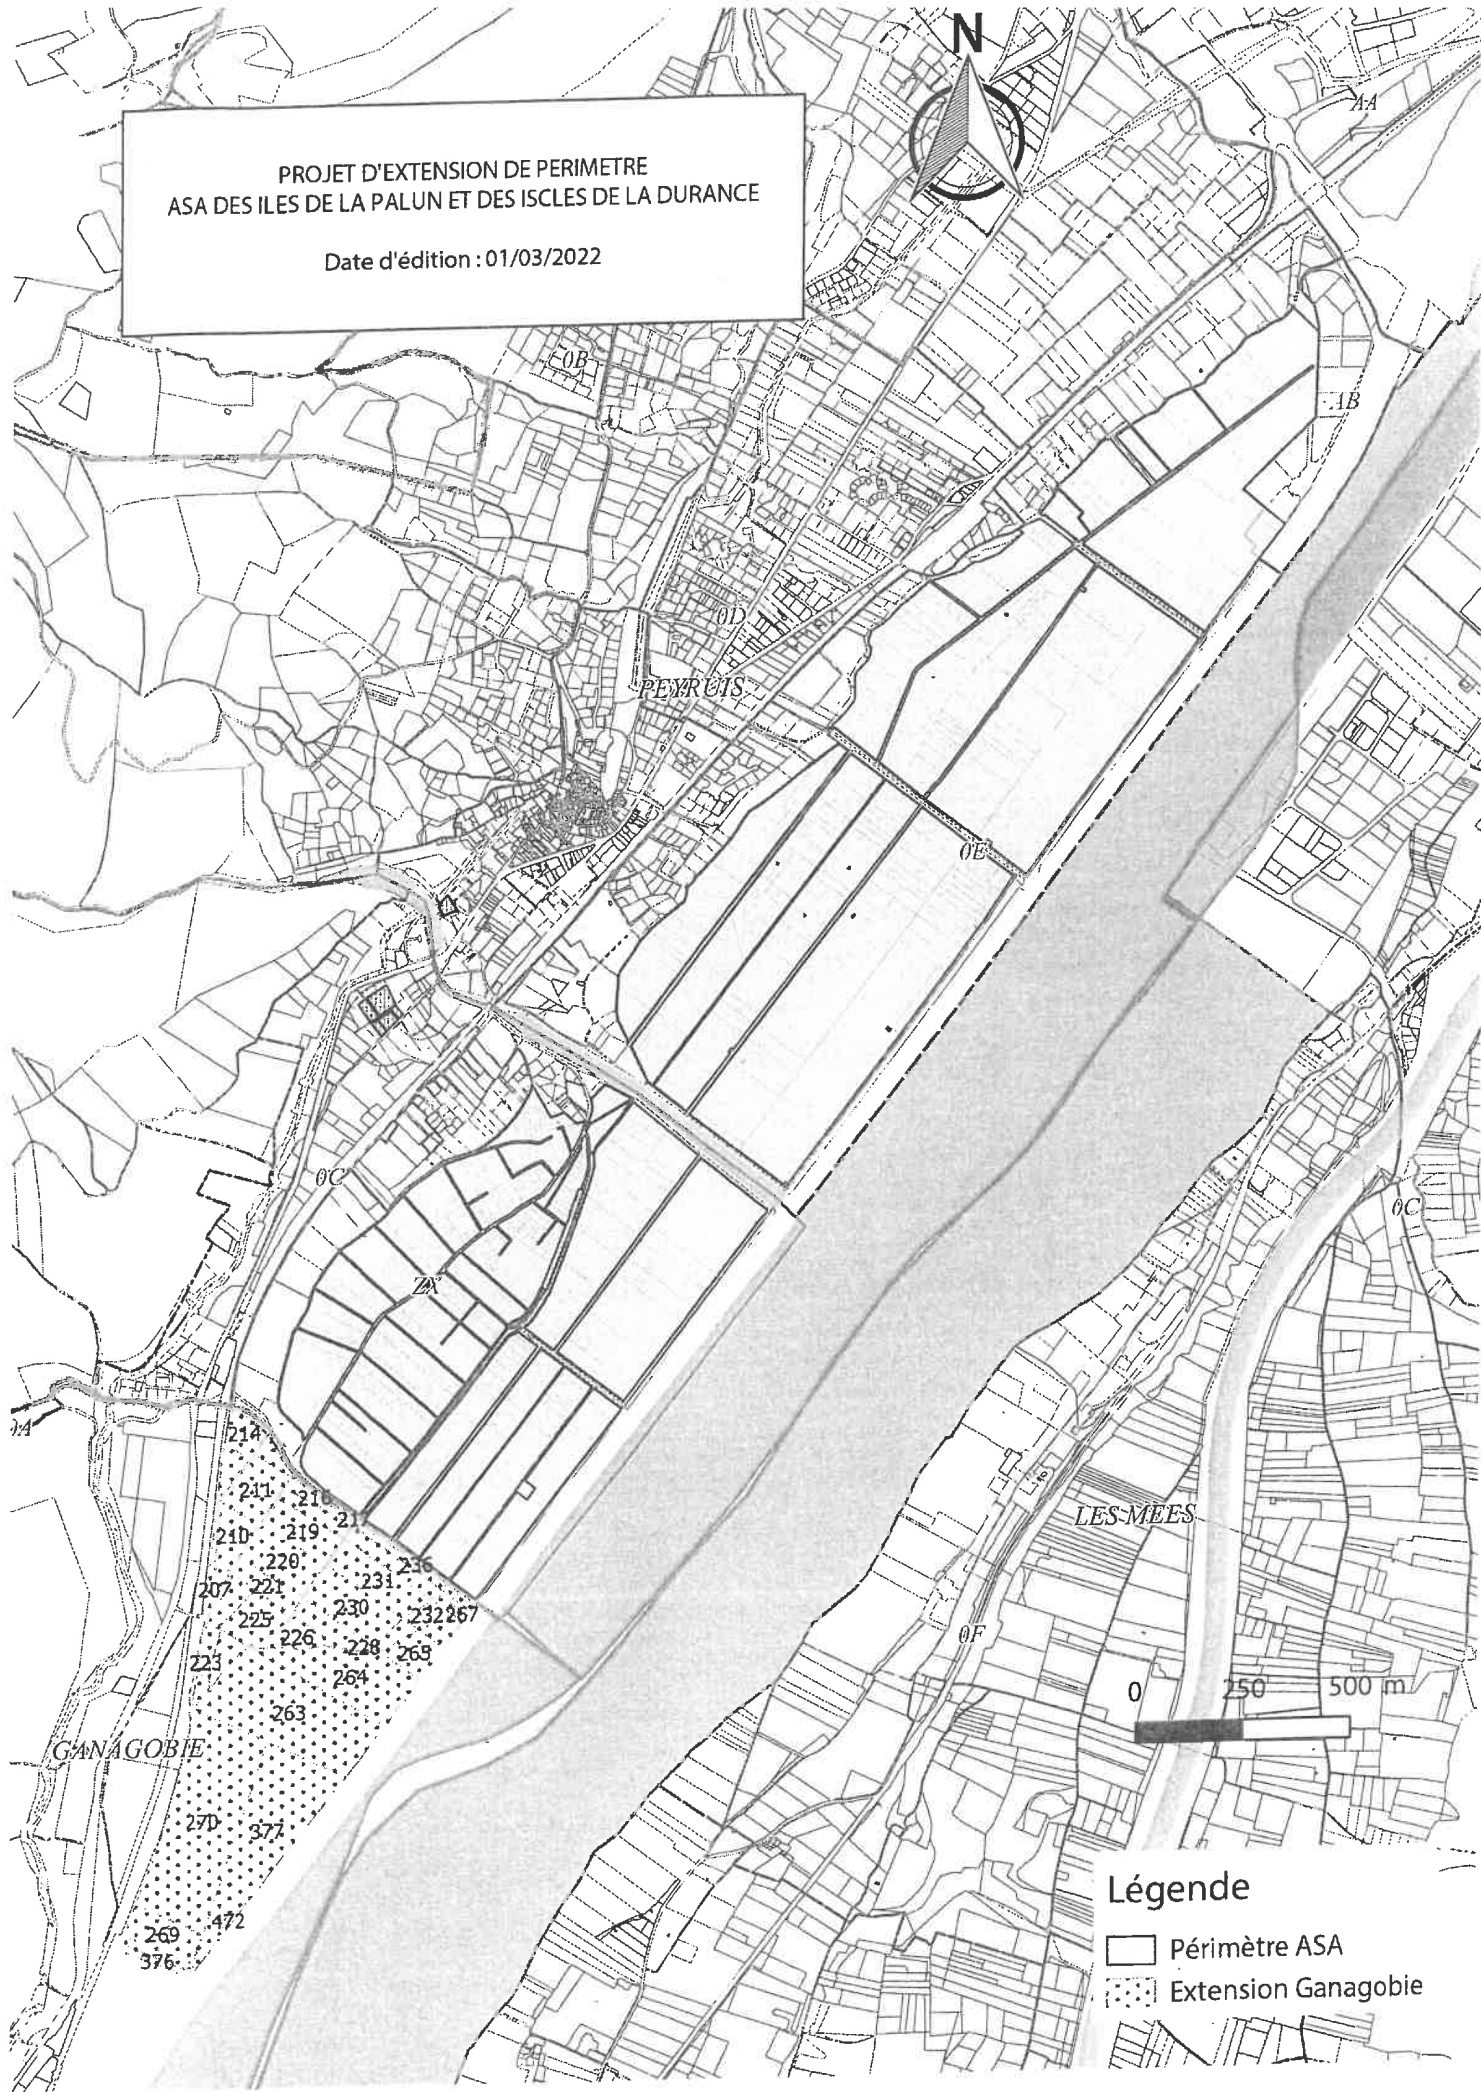 N
AA
PROJET D'EXTENSION DE PERIMETRE
ASA DES ILES DE LA PALUN ET DES ISCLES DE LA DURANCE
Date d'édition : 01/03/2022
0B
AB
0D
PEYRUIS
0E
0C
0C
ZX
0A
214
211
216
217
210
219
220
236
207
221
231
225
230
232
267
226
228
265
223
264
263
LES MEES
0F
0
250
500 m
GANAGOBIE
270
377
472
269
376
Légende
Périmètre ASA
Extension Ganagobie